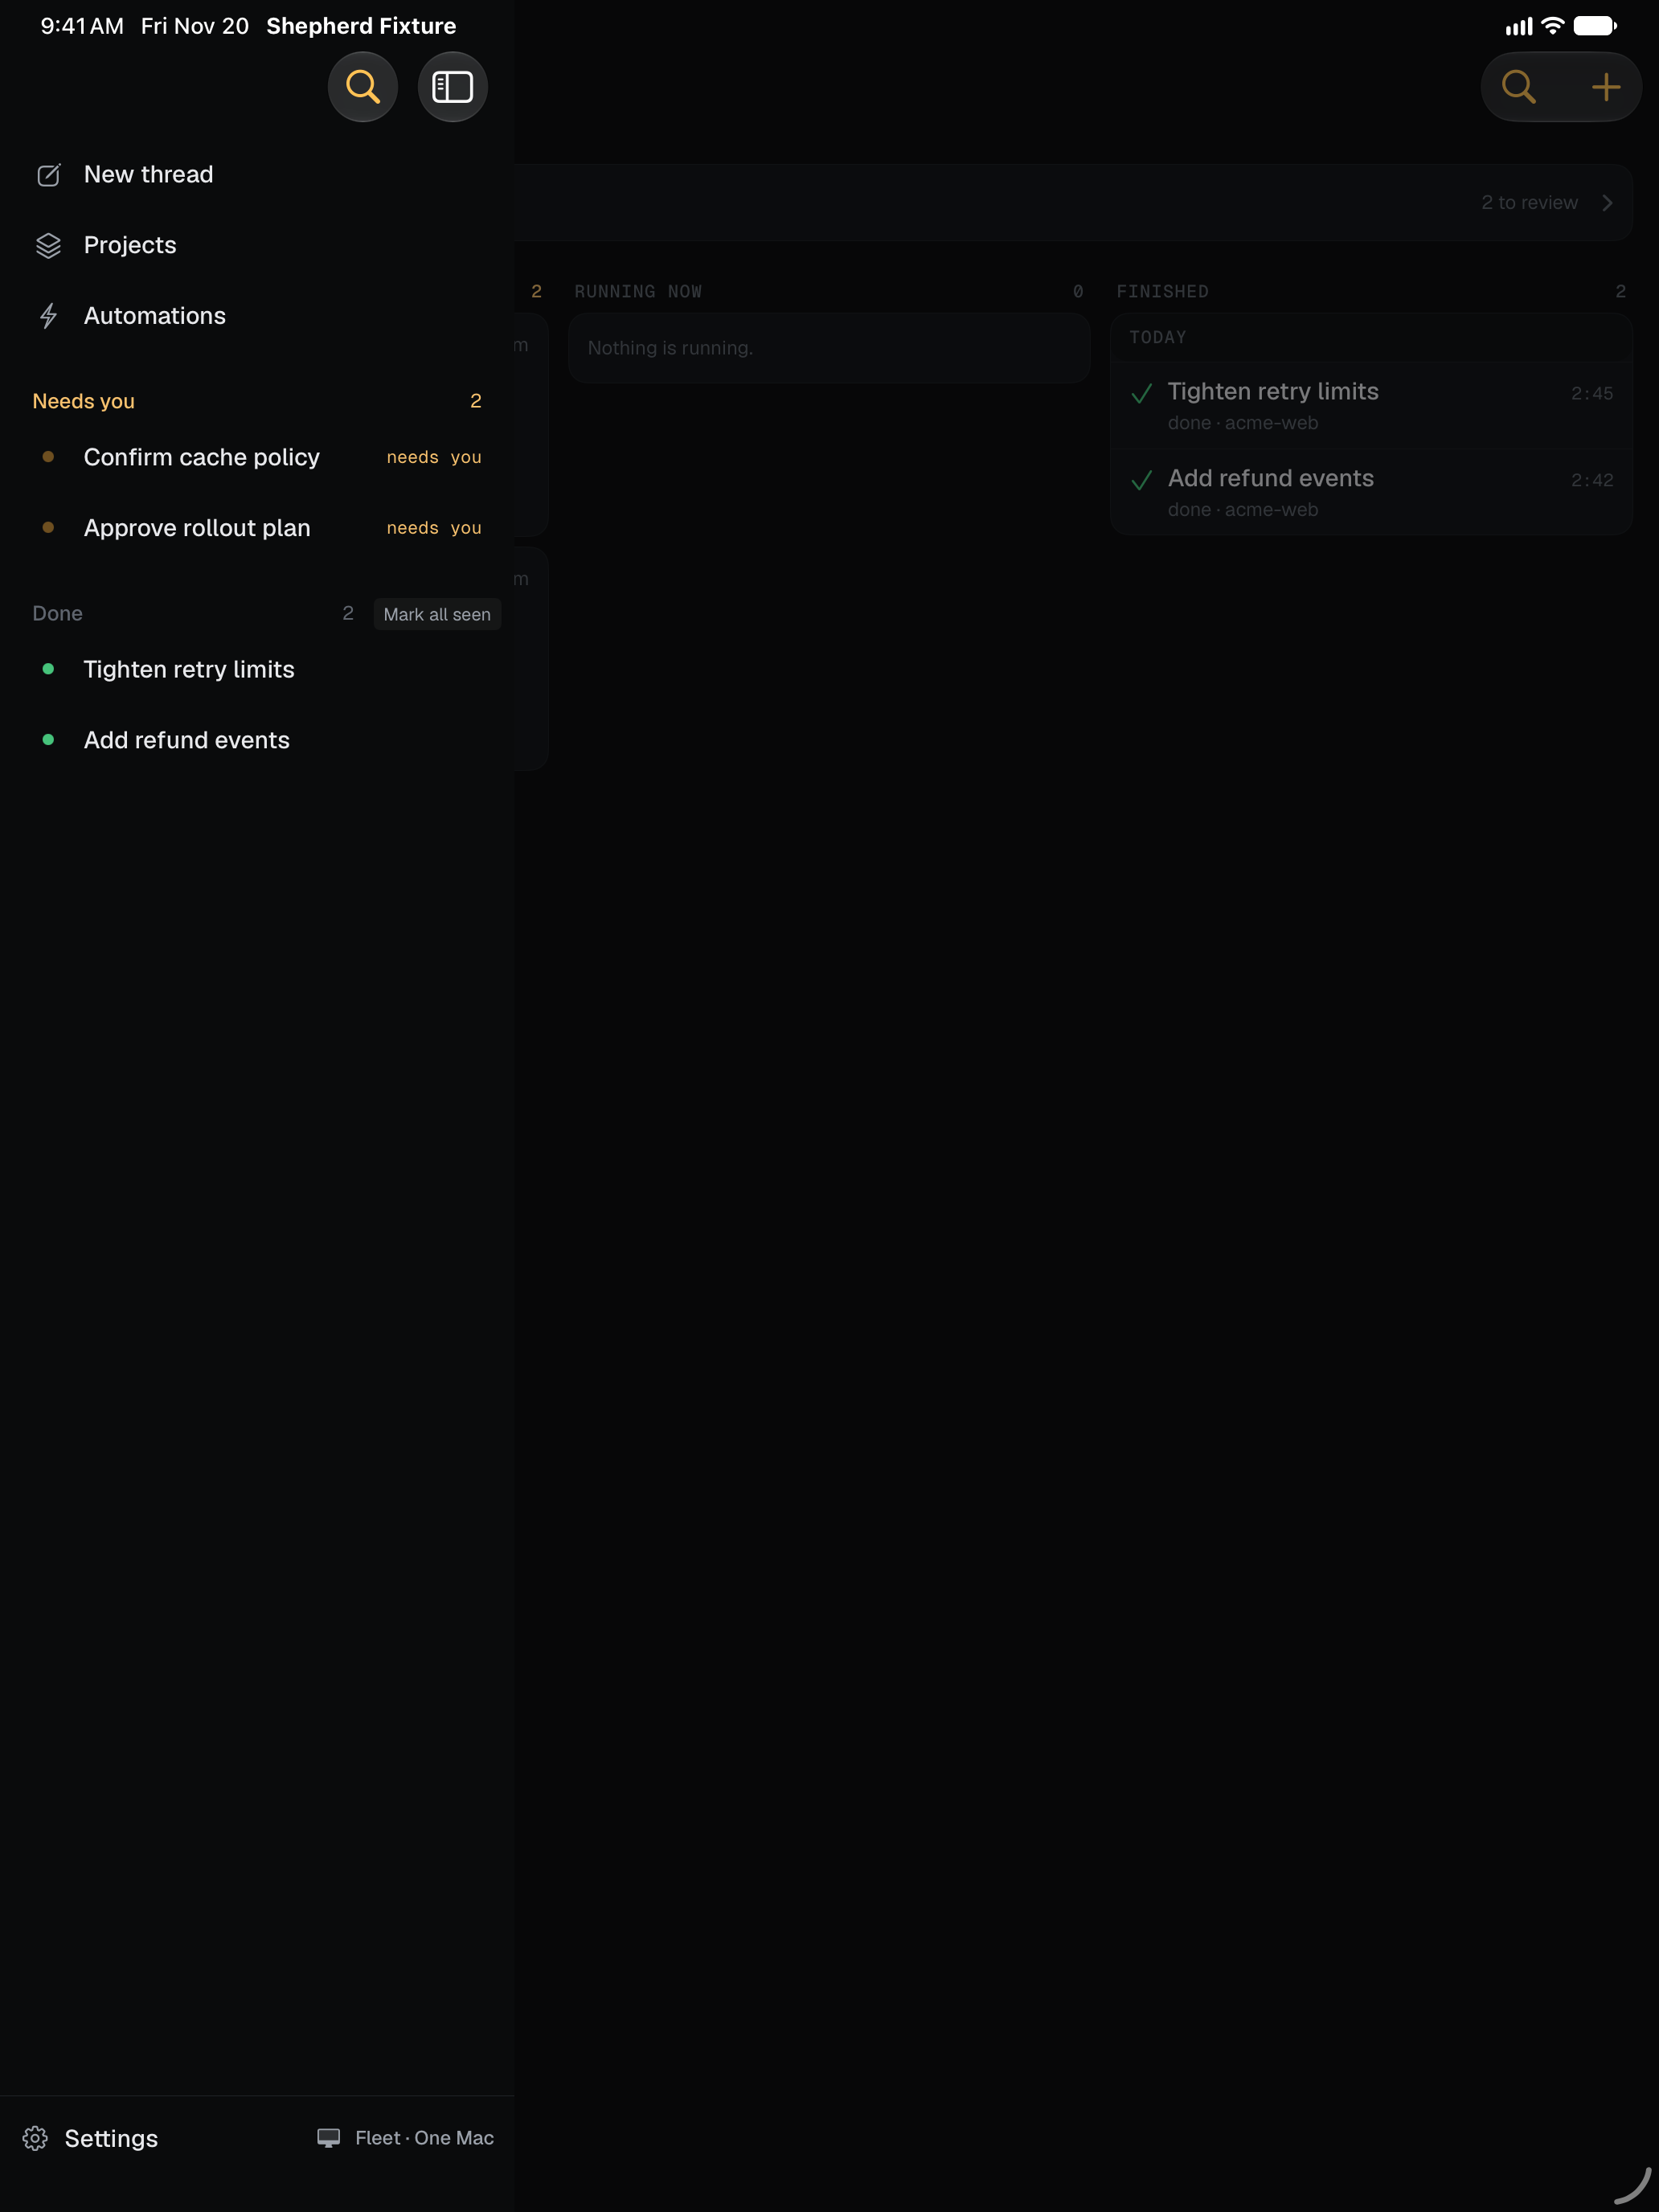 9:41 AM Fri Nov 20 Shepherd Fixture
New thread
Projects
Automations
Needs you 2
Confirm cache policy needs you
Approve rollout plan needs you
Done 2 Mark all seen
Tighten retry limits
Add refund events
Settings Fleet · One Mac
2 to review
2
m
m
RUNNING NOW 0
Nothing is running.
FINISHED 2
TODAY
Tighten retry limits 2:45
done · acme-web
Add refund events 2:42
done · acme-web